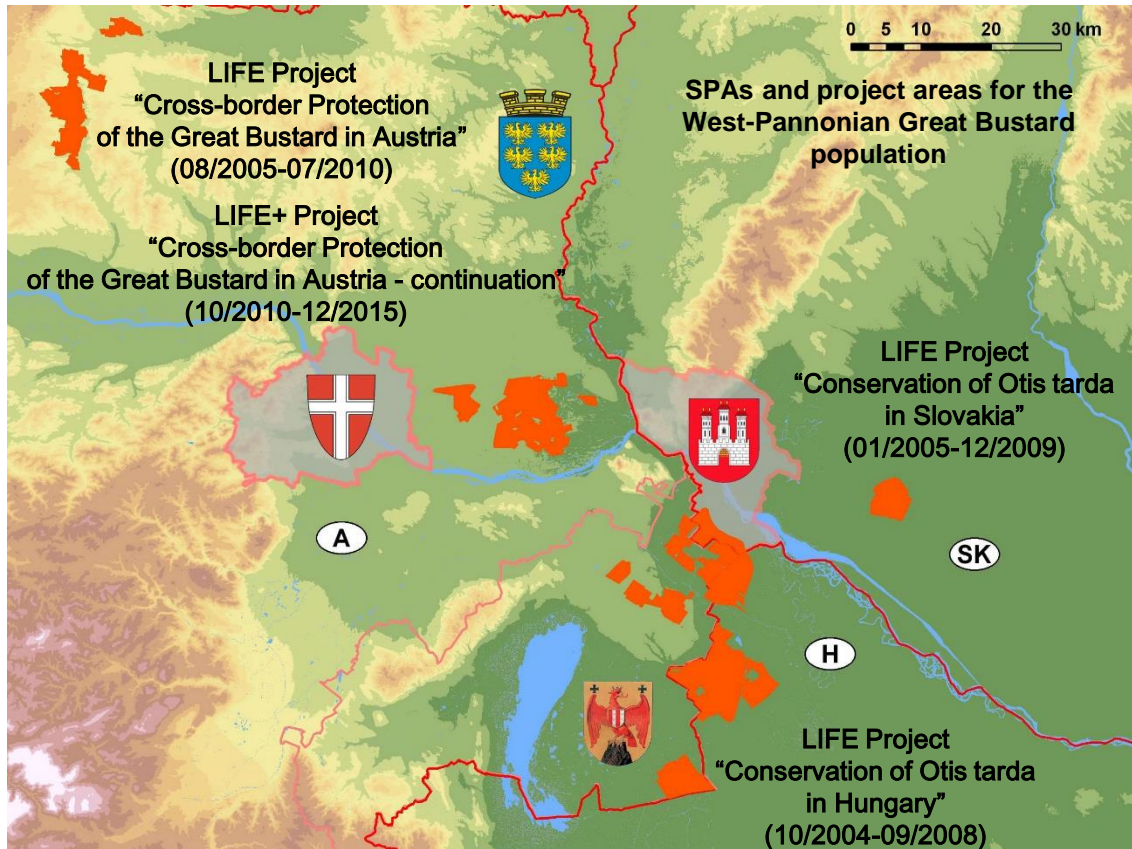 0 5 10 20 30 km
SPAs and project areas for the
West-Pannonian Great Bustard
population
LIFE Project
“Cross-border Protection
of the Great Bustard in Austria”
(08/2005-07/2010)
LIFE+ Project
“Cross-border Protection
of the Great Bustard in Austria - continuation”
(10/2010-12/2015)
LIFE Project
“Conservation of Otis tarda
in Slovakia”
(01/2005-12/2009)
A
SK
H
LIFE Project
“Conservation of Otis tarda
in Hungary”
(10/2004-09/2008)